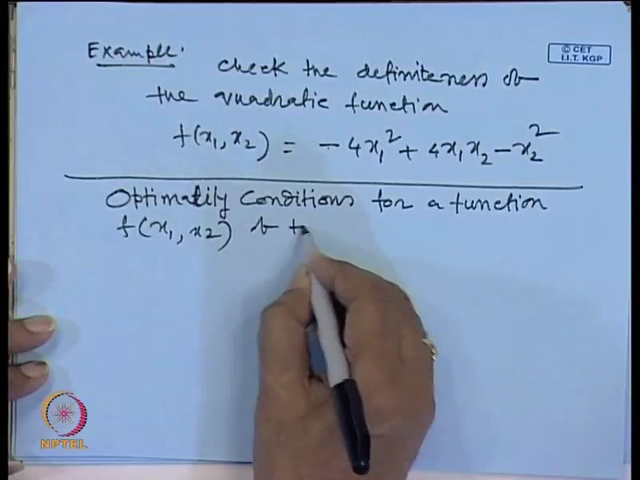 Example:
© CET
I.I.T. KGP
Check the definiteness of
the quadratic function
f(x₁, x₂) = -4x₁² + 4x₁x₂ - x₂²
Optimality Conditions for a function
f(x₁, x₂) of t
NPTEL